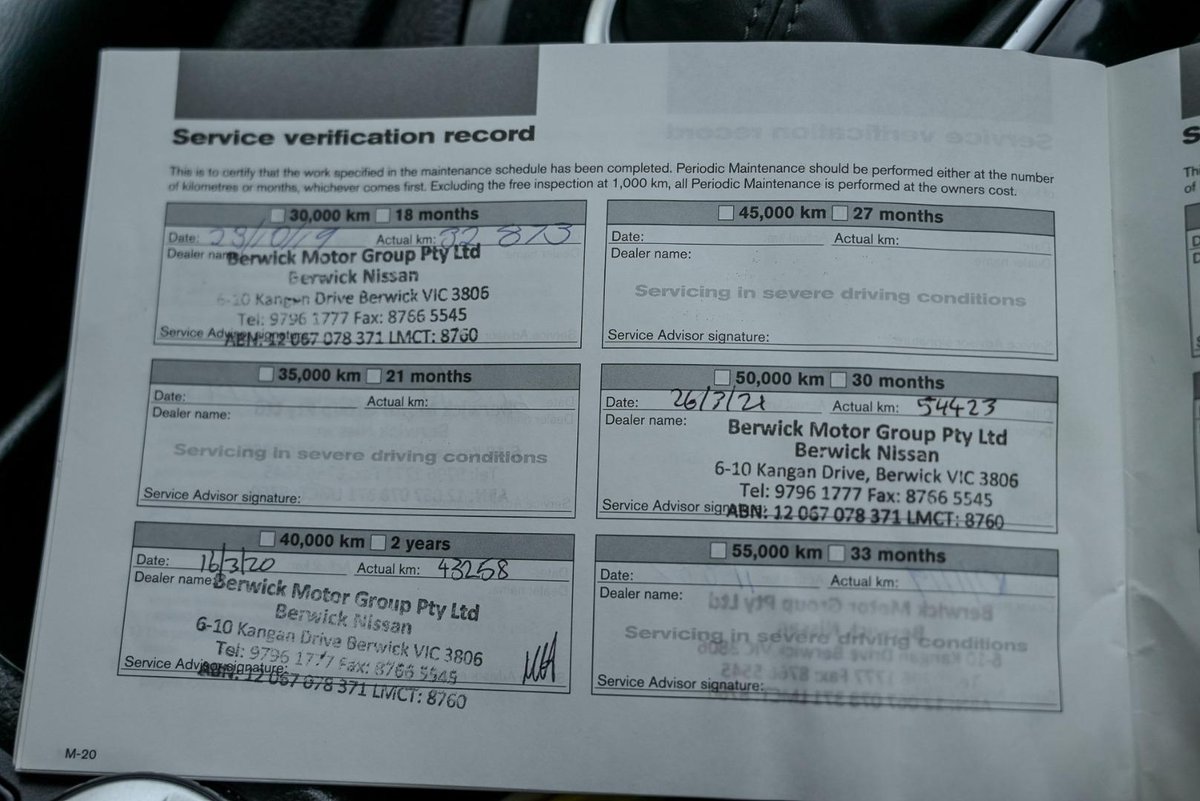 Service verification record
This is to certify that the work specified in the maintenance schedule has been completed. Periodic Maintenance should be performed either at the number
of kilometres or months, whichever comes first. Excluding the free inspection at 1,000 km, all Periodic Maintenance is performed at the owners cost.
30,000 km 18 months
Date: 23/10/19 Actual km: 32 873
Dealer name:
Berwick Motor Group Pty Ltd
Berwick Nissan
6-10 Kangan Drive Berwick VIC 3806
Tel: 9796 1777 Fax: 8766 5545
Service Advisor signature:
ABN: 12 067 078 371 LMCT: 8760
35,000 km 21 months
Date: Actual km:
Dealer name:
Servicing in severe driving conditions
Service Advisor signature:
40,000 km 2 years
Date: 16/3/20 Actual km: 43258
Dealer name:
Berwick Motor Group Pty Ltd
Berwick Nissan
6-10 Kangan Drive Berwick VIC 3806
Tel: 9796 1777 Fax: 8766 5545
Service Advisor signature:
ABN: 12 067 078 371 LMCT: 8760
M-20
45,000 km 27 months
Date: Actual km:
Dealer name:
Servicing in severe driving conditions
Service Advisor signature:
50,000 km 30 months
Date: 26/3/21 Actual km: 54423
Dealer name:
Berwick Motor Group Pty Ltd
Berwick Nissan
6-10 Kangan Drive, Berwick VIC 3806
Tel: 9796 1777 Fax: 8766 5545
Service Advisor signature:
ABN: 12 067 078 371 LMCT: 8760
55,000 km 33 months
Date: Actual km:
Dealer name:
Servicing in severe driving conditions
Service Advisor signature: